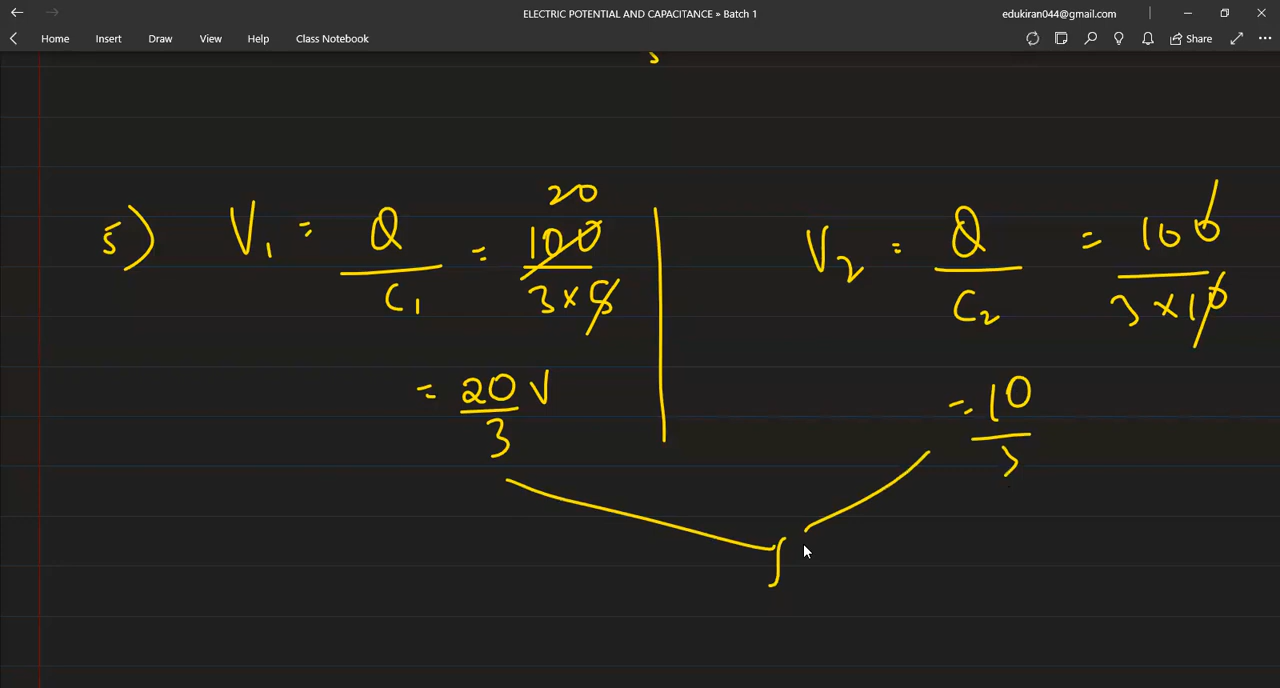 ELECTRIC POTENTIAL AND CAPACITANCE » Batch 1
edukiran044@gmail.com
Home Insert Draw View Help Class Notebook Share
5) V₁ = Q / C₁ = 100 / 3 × 5
20
= 20 / 3 V
V₂ = Q / C₂ = 100 / 3 × 10
= 10 / 3